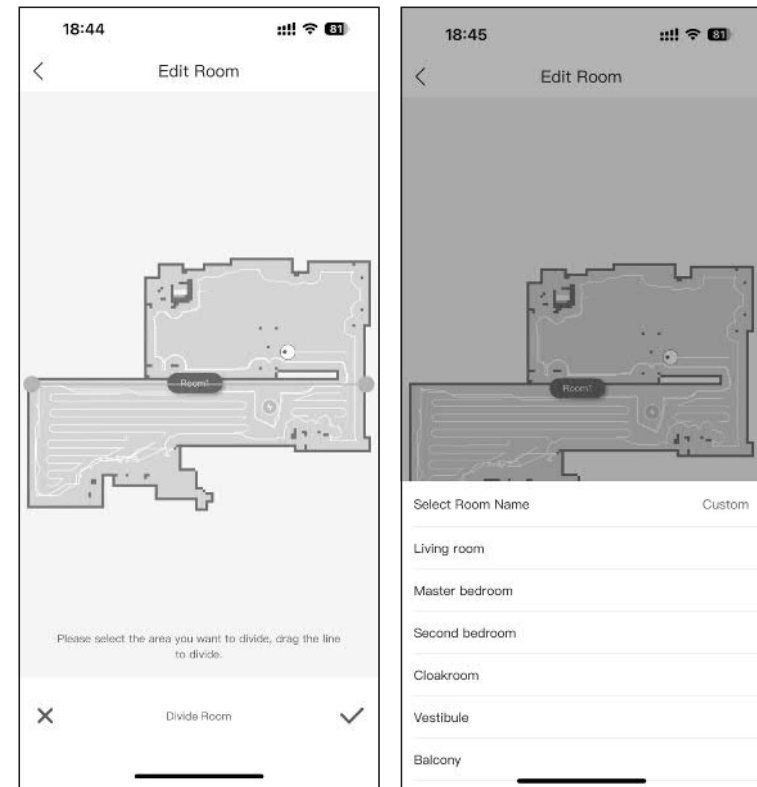 18:44
81
Edit Room
Room1
Please select the area you want to divide, drag the line
to divide.
Divide Room
18:45
81
Edit Room
Room1
Select Room Name
Custom
Living room
Master bedroom
Second bedroom
Cloakroom
Vestibule
Balcony